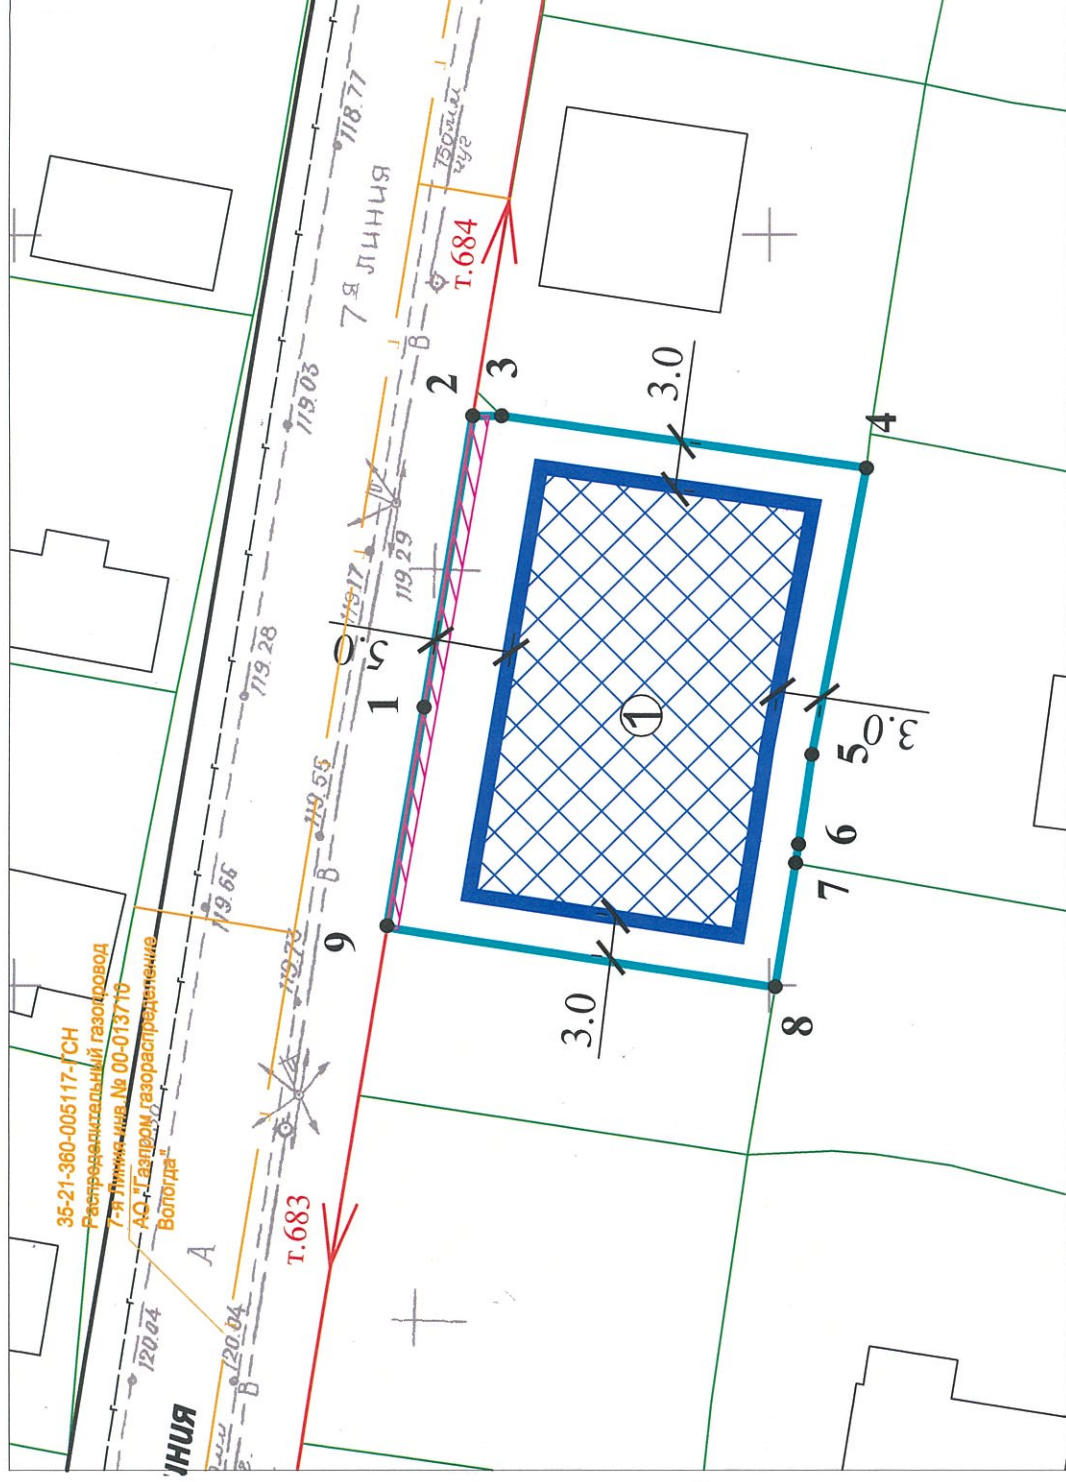 35-21-360-005117-ГСН
Распределительный газопровод
7-я Линия инв. № 00-013710
АО "Газпром газораспределение
Вологда"
120.04
А
120.04
В
ИНИЯ
т.683
119.66
119.73
В
119.55
119.28
119.17
119.29
119.03
7я ЛИНИЯ
118.77
В
150мм
чуг
т.684
9
1
2
3
4
5
6
7
8
5.0
3.0
3.0
3.0
1